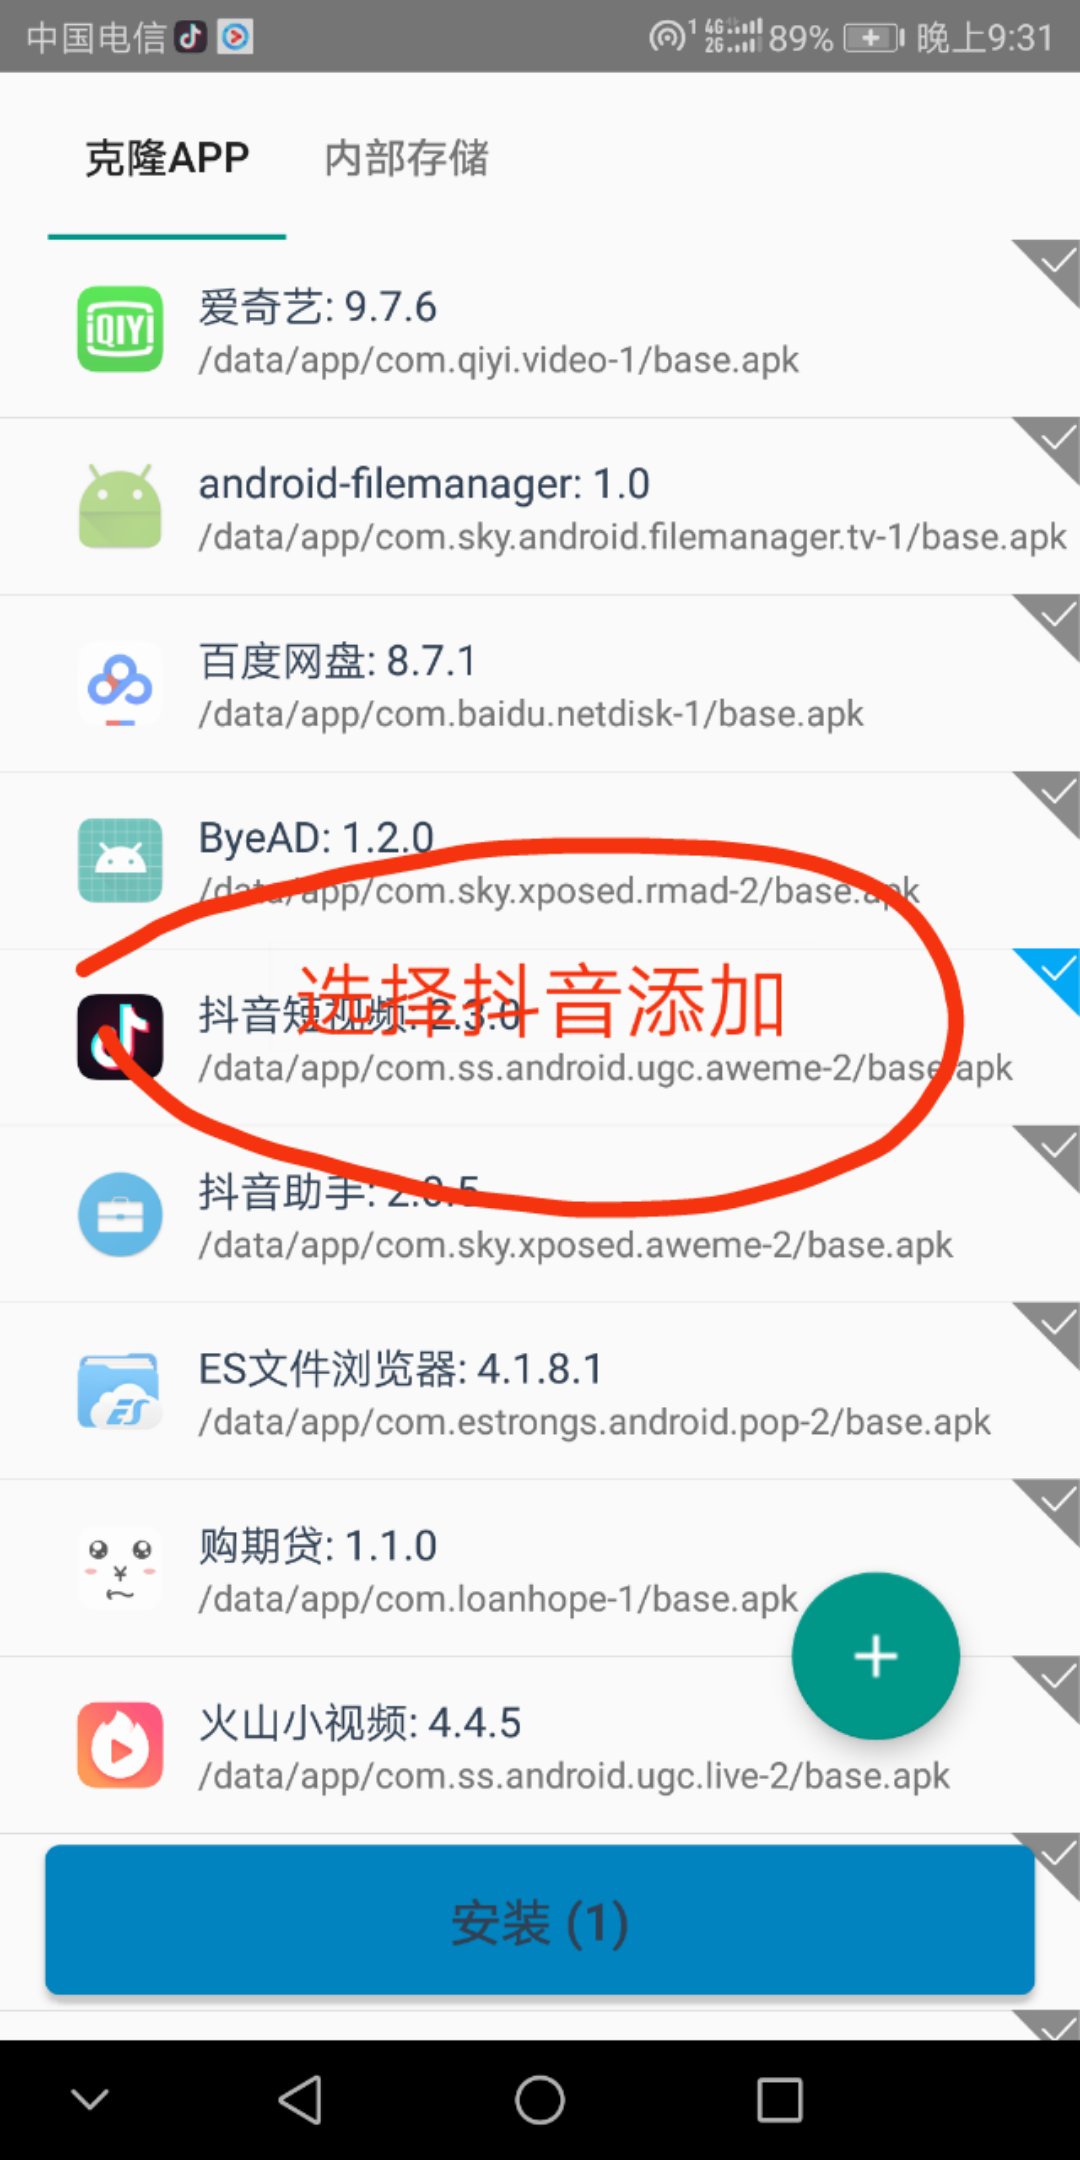 中国电信
1 4G 2G 89% 晚上9:31
克隆APP 内部存储
iQIYI
爱奇艺: 9.7.6
/data/app/com.qiyi.video-1/base.apk
android-filemanager: 1.0
/data/app/com.sky.android.filemanager.tv-1/base.apk
百度网盘: 8.7.1
/data/app/com.baidu.netdisk-1/base.apk
ByeAD: 1.2.0
/data/app/com.sky.xposed.rmad-2/base.apk
选择抖音添加
抖音短视频: 2.3.0
/data/app/com.ss.android.ugc.aweme-2/base.apk
抖音助手: 2.0.5
/data/app/com.sky.xposed.aweme-2/base.apk
ES
ES文件浏览器: 4.1.8.1
/data/app/com.estrongs.android.pop-2/base.apk
购期贷: 1.1.0
/data/app/com.loanhope-1/base.apk
火山小视频: 4.4.5
/data/app/com.ss.android.ugc.live-2/base.apk
安装 (1)